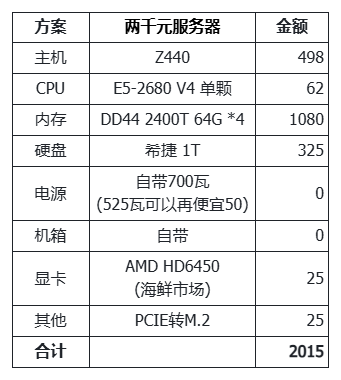 方案 两千元服务器 金额
主机 Z440 498
CPU E5-2680 V4 单颗 62
内存 DD44 2400T 64G *4 1080
硬盘 希捷 1T 325
电源 自带700瓦 0
(525瓦可以再便宜50)
机箱 自带 0
显卡 AMD HD6450 25
(海鲜市场)
其他 PCIE转M.2 25
合计 2015